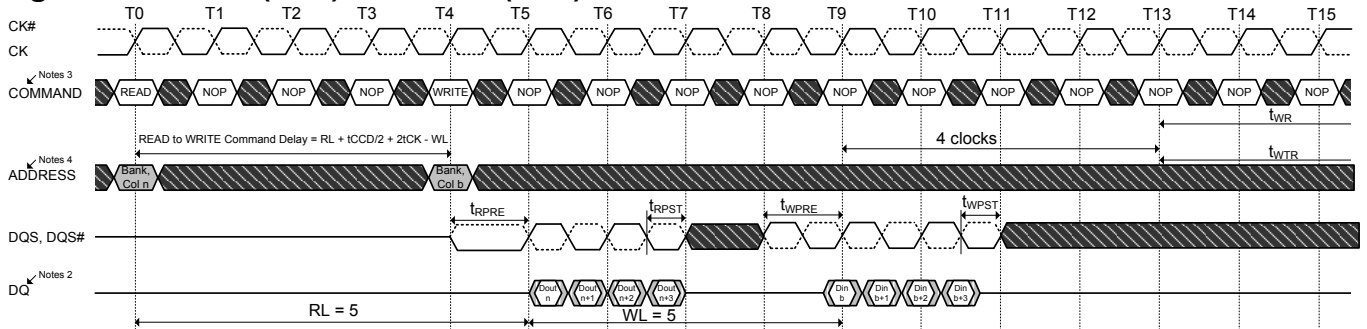 T0 T1 T2 T3 T4 T5 T6 T7 T8 T9 T10 T11 T12 T13 T14 T15
CK#
CK
Notes 3
COMMAND READ NOP NOP NOP WRITE NOP NOP NOP NOP NOP NOP NOP NOP NOP NOP NOP
tWR
READ to WRITE Command Delay = RL + tCCD/2 + 2tCK - WL
4 clocks
tWTR
Notes 4
ADDRESS
Bank, Col n
Bank, Col b
tRPRE tRPST tWPRE tWPST
DQS, DQS#
Notes 2
DQ
Dout n
Dout n+1
Dout n+2
Dout n+3
Din b
Din b+1
Din b+2
Din b+3
RL = 5 WL = 5